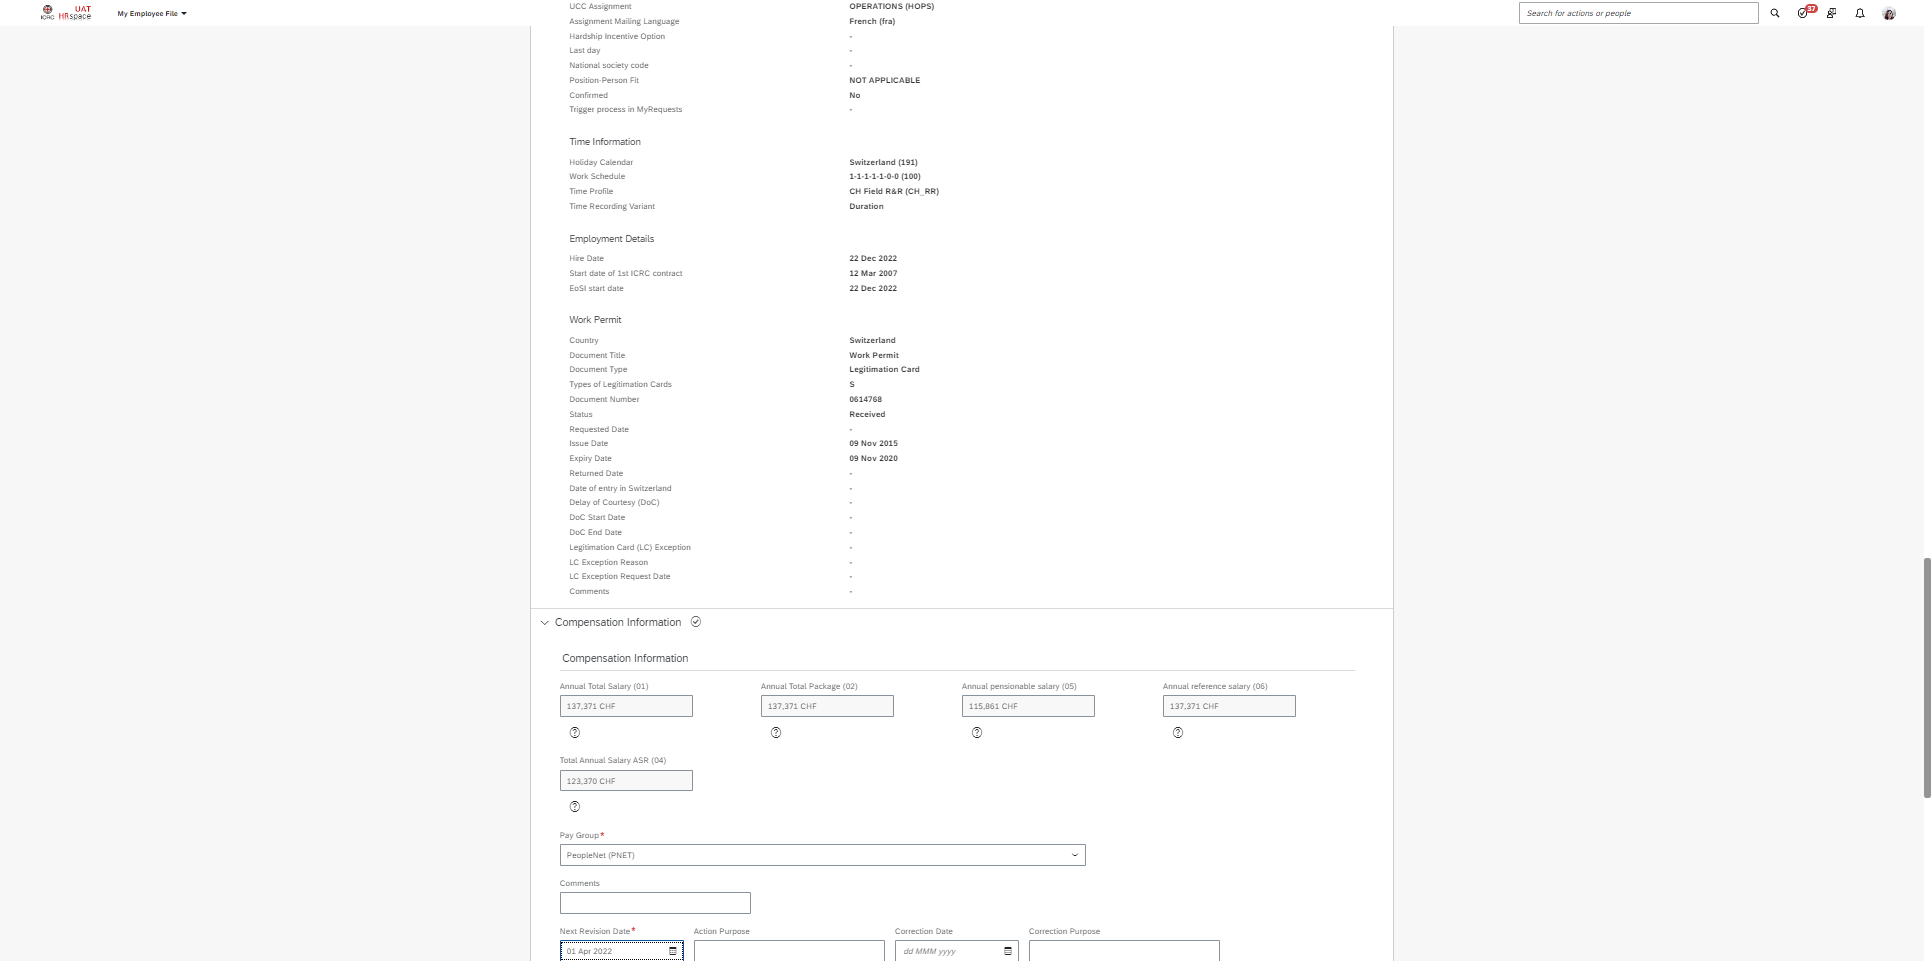 ICRC UAT HRspace My Employee File Search for actions or people 37
UCC Assignment OPERATIONS (HOPS)
Assignment Mailing Language French (fra)
Hardship Incentive Option -
Last day -
National society code -
Position-Person Fit NOT APPLICABLE
Confirmed No
Trigger process in MyRequests -
Time Information
Holiday Calendar Switzerland (191)
Work Schedule 1-1-1-1-1-0-0 (100)
Time Profile CH Field R&R (CH_RR)
Time Recording Variant Duration
Employment Details
Hire Date 22 Dec 2022
Start date of 1st ICRC contract 12 Mar 2007
EoSI start date 22 Dec 2022
Work Permit
Country Switzerland
Document Title Work Permit
Document Type Legitimation Card
Types of Legitimation Cards S
Document Number 0614768
Status Received
Requested Date -
Issue Date 09 Nov 2015
Expiry Date 09 Nov 2020
Returned Date -
Date of entry in Switzerland -
Delay of Courtesy (DoC) -
DoC Start Date -
DoC End Date -
Legitimation Card (LC) Exception -
LC Exception Reason -
LC Exception Request Date -
Comments -
Compensation Information
Compensation Information
Annual Total Salary (01) Annual Total Package (02) Annual pensionable salary (05) Annual reference salary (06)
137,371 CHF 137,371 CHF 115,861 CHF 137,371 CHF
Total Annual Salary ASR (04)
123,370 CHF
Pay Group*
PeopleNet (PNET)
Comments
Next Revision Date* Action Purpose Correction Date Correction Purpose
01 Apr 2022 dd MMM yyyy